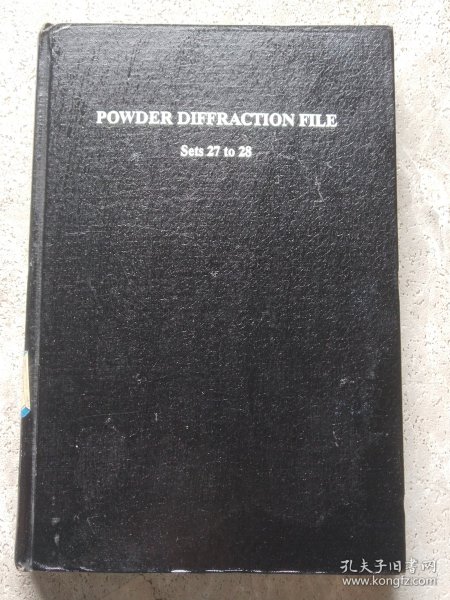 POWDER DIFFRACTION FILE
Sets 27 to 28
孔夫子旧书网
www.kongfz.com